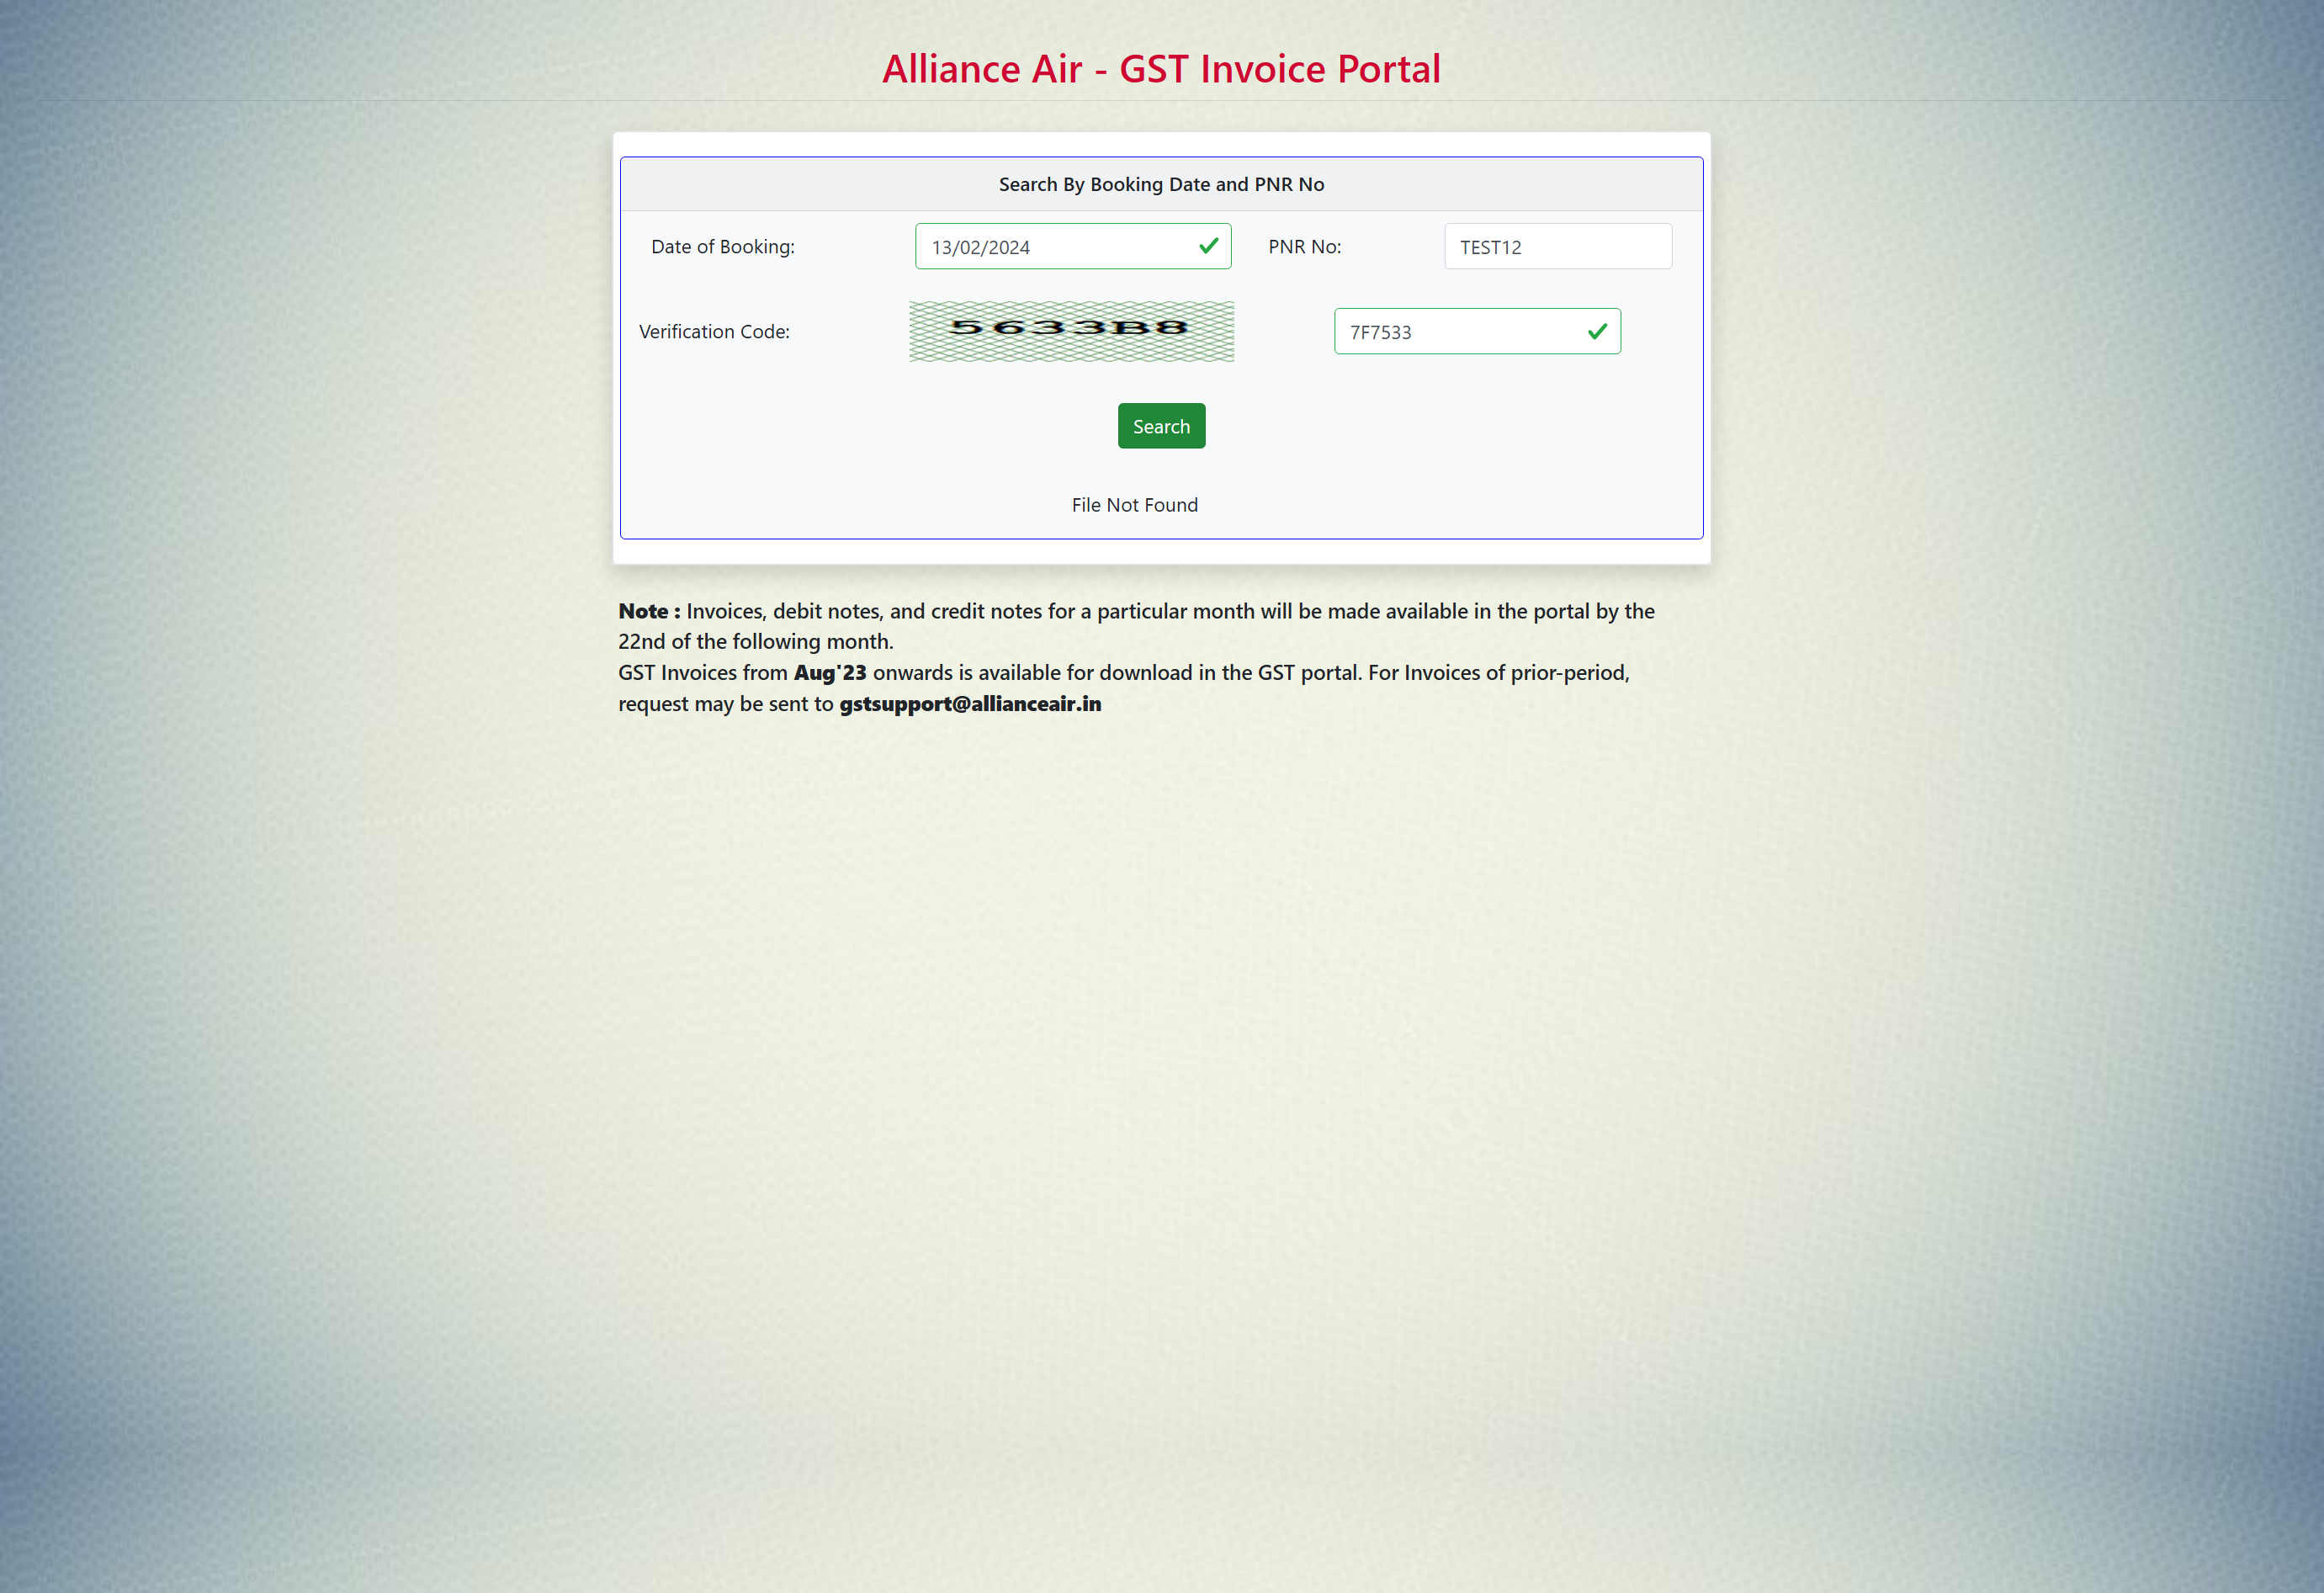 Alliance Air - GST Invoice Portal
Search By Booking Date and PNR No
Date of Booking: 13/02/2024 PNR No: TEST12
Verification Code: 5633B8 7F7533
Search
File Not Found
Note : Invoices, debit notes, and credit notes for a particular month will be made available in the portal by the
22nd of the following month.
GST Invoices from Aug'23 onwards is available for download in the GST portal. For Invoices of prior-period,
request may be sent to gstsupport@allianceair.in